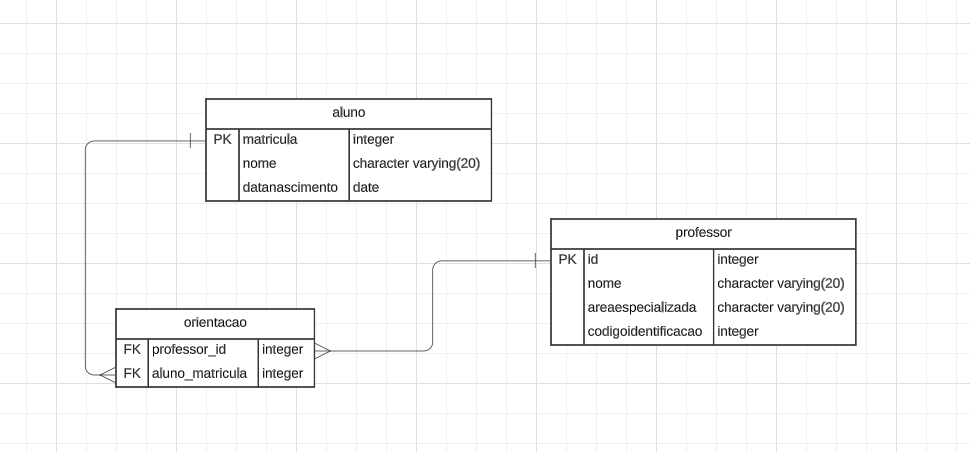 aluno
PK matricula integer
nome character varying(20)
datanascimento date
professor
PK id integer
nome character varying(20)
areaespecializada character varying(20)
codigoidentificacao integer
orientacao
FK professor_id integer
FK aluno_matricula integer